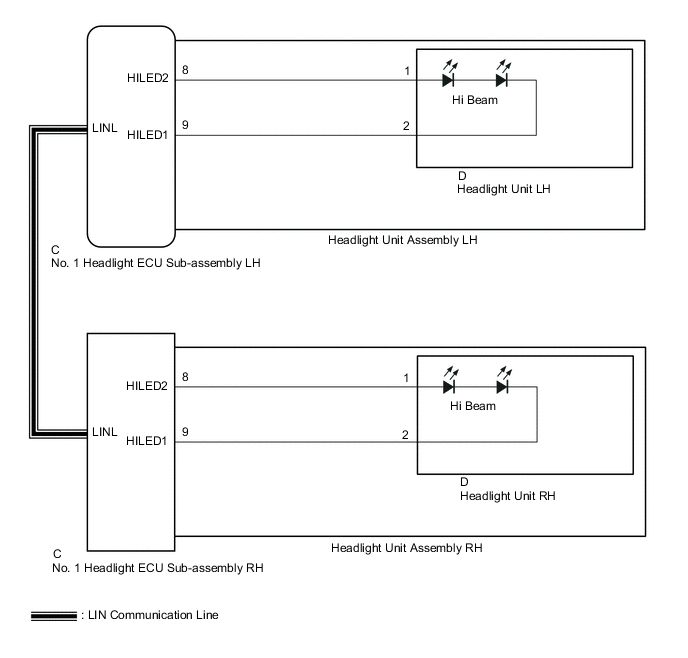 HILED2 8 1
Hi Beam
LINL HILED1 9 2
D
Headlight Unit LH
Headlight Unit Assembly LH
C
No. 1 Headlight ECU Sub-assembly LH
HILED2 8 1
Hi Beam
LINL HILED1 9 2
D
Headlight Unit RH
Headlight Unit Assembly RH
C
No. 1 Headlight ECU Sub-assembly RH
: LIN Communication Line